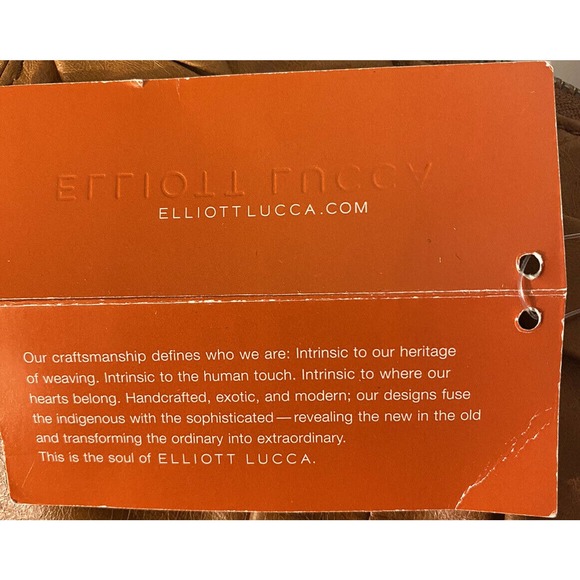 ELLIOTT LUCCA
ELLIOTTLUCCA.COM
Our craftsmanship defines who we are: Intrinsic to our heritage
of weaving. Intrinsic to the human touch. Intrinsic to where our
hearts belong. Handcrafted, exotic, and modern; our designs fuse
the indigenous with the sophisticated—revealing the new in the old
and transforming the ordinary into extraordinary.
This is the soul of ELLIOTT LUCCA.